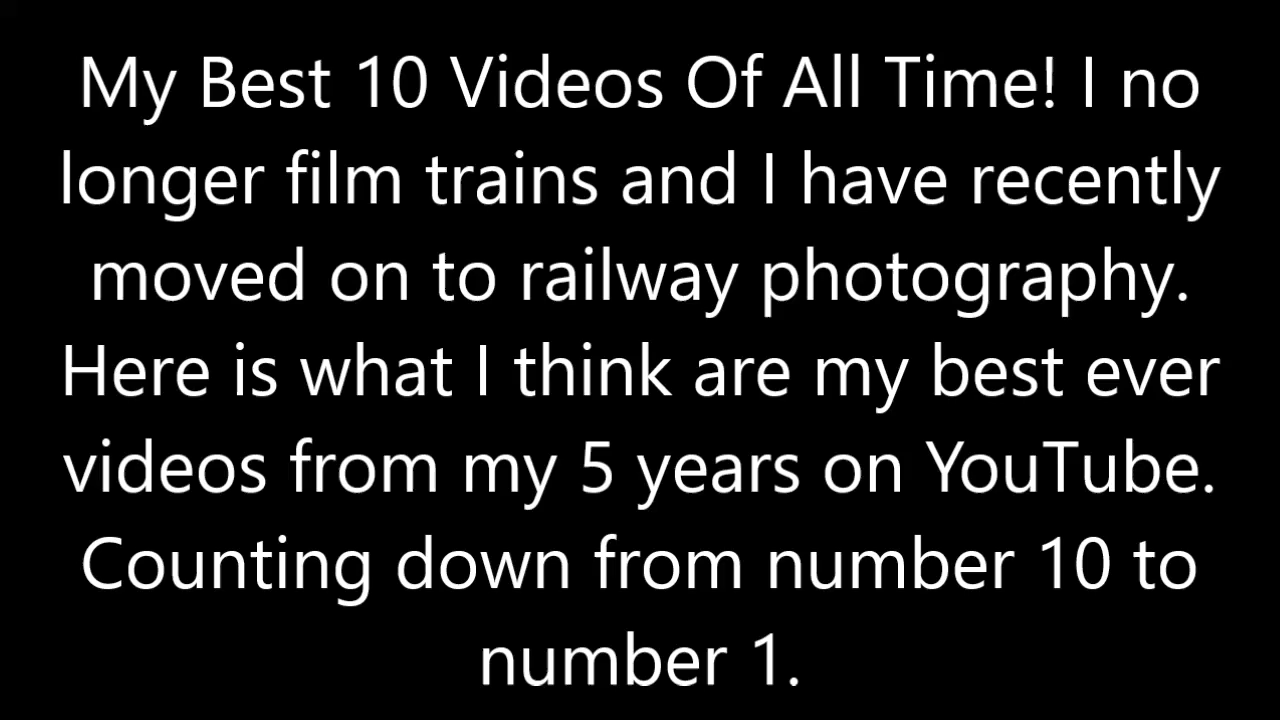 My Best 10 Videos Of All Time! I no
longer film trains and I have recently
moved on to railway photography.
Here is what I think are my best ever
videos from my 5 years on YouTube.
Counting down from number 10 to
number 1.